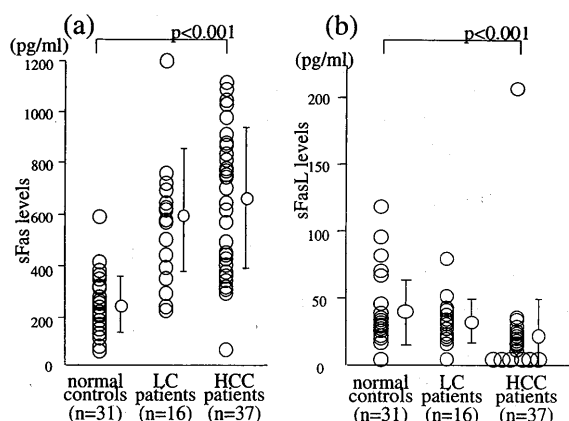 (a)
(pg/ml)
p<0.001
1200
1000
800
600
400
200
0
sFas levels
normal controls (n=31)
LC patients (n=16)
HCC patients (n=37)
(b)
(pg/ml)
p<0.001
200
150
100
50
0
sFasL levels
normal controls (n=31)
LC patients (n=16)
HCC patients (n=37)